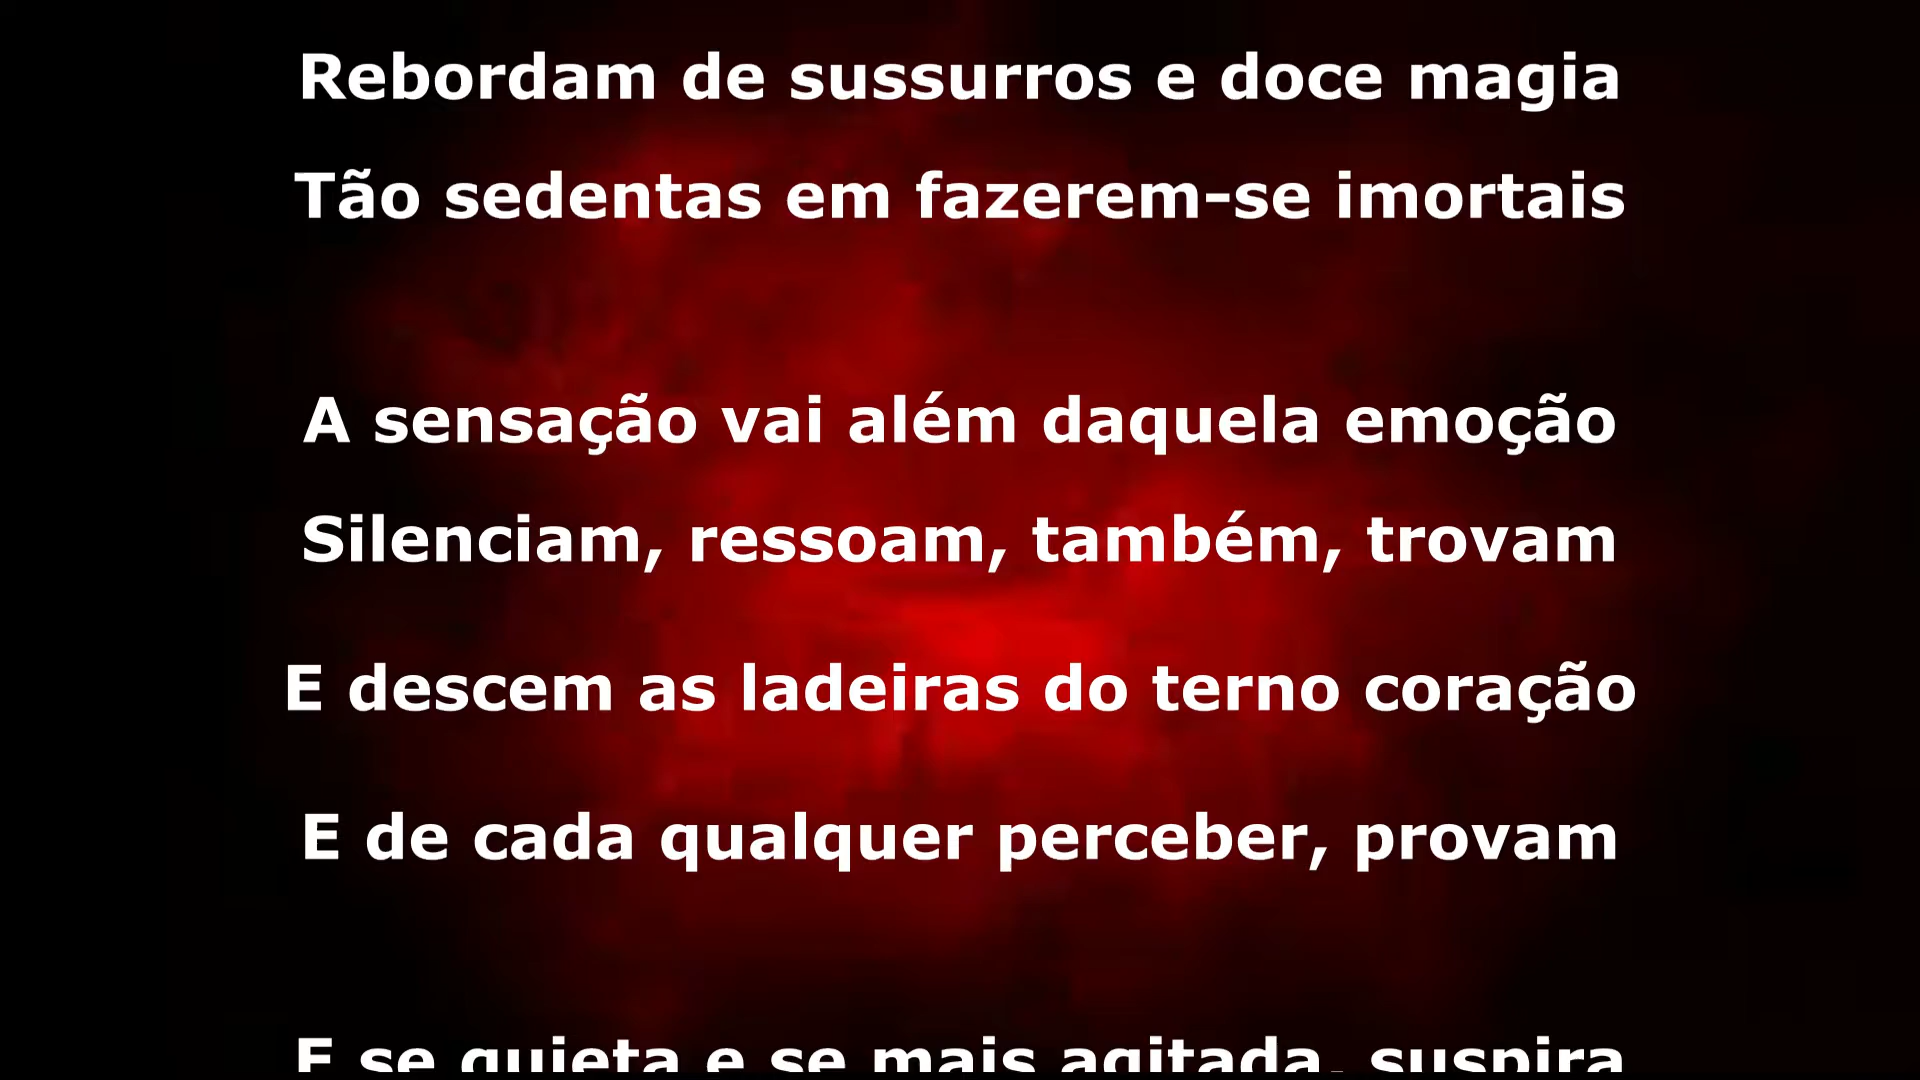 Rebordam de sussurros e doce magia
Tão sedentas em fazerem-se imortais
A sensação vai além daquela emoção
Silenciam, ressoam, também, trovam
E descem as ladeiras do terno coração
E de cada qualquer perceber, provam
E se quieta e se mais agitada, suspira